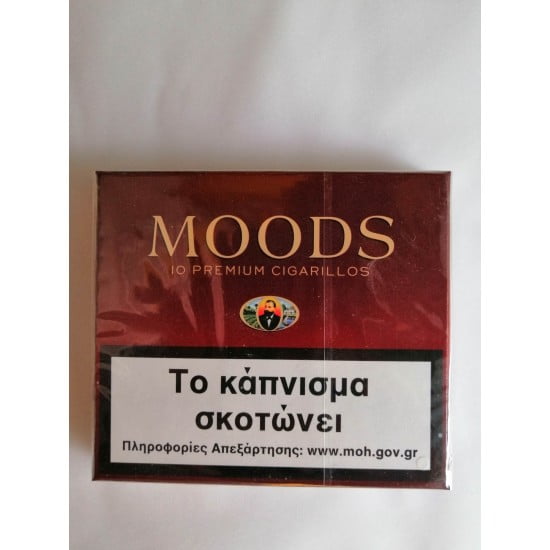 MOODS
10 PREMIUM CIGARILLOS
Το κάπνισμα
σκοτώνει
Πληροφορίες Απεξάρτησης: www.moh.gov.gr